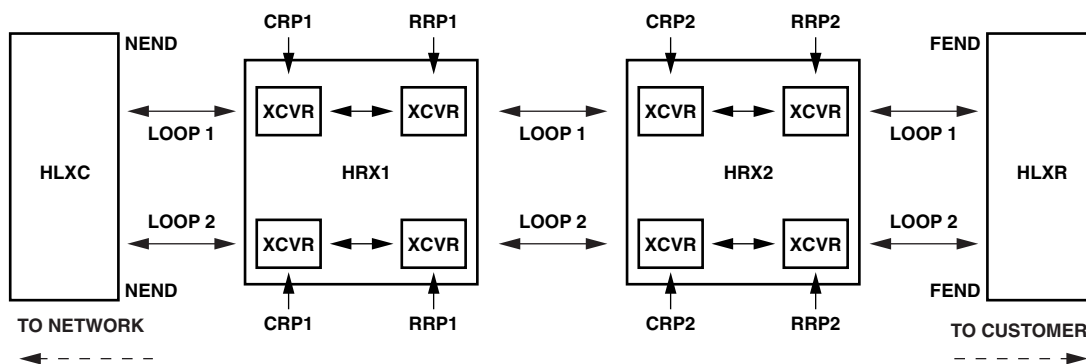 CRP1 RRP1 CRP2 RRP2
NEND FEND
XCVR XCVR XCVR XCVR
LOOP 1 LOOP 1 LOOP 1
HLXC HRX1 HRX2 HLXR
LOOP 2 LOOP 2 LOOP 2
XCVR XCVR XCVR XCVR
NEND FEND
CRP1 RRP1 CRP2 RRP2
TO NETWORK TO CUSTOMER